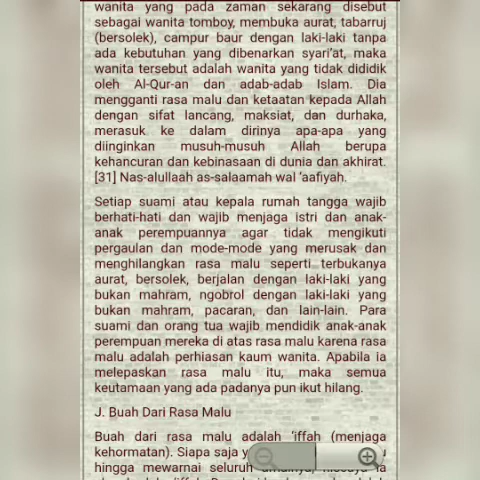 wanita yang pada zaman sekarang disebut
sebagai wanita tomboy, membuka aurat, tabarruj
(bersolek), campur baur dengan laki-laki tanpa
ada kebutuhan yang dibenarkan syari'at, maka
wanita tersebut adalah wanita yang tidak dididik
oleh Al-Qur-an dan adab-adab Islam. Dia
mengganti rasa malu dan ketaatan kepada Allah
dengan sifat lancang, maksiat, dan durhaka,
merasuk ke dalam dirinya apa-apa yang
diinginkan musuh-musuh Allah berupa
kehancuran dan kebinasaan di dunia dan akhirat.
[31] Nas-alullaah as-salaamah wal 'aafiyah.
Setiap suami atau kepala rumah tangga wajib
berhati-hati dan wajib menjaga istri dan anak-
anak perempuannya agar tidak mengikuti
pergaulan dan mode-mode yang merusak dan
menghilangkan rasa malu seperti terbukanya
aurat, bersolek, berjalan dengan laki-laki yang
bukan mahram, ngobrol dengan laki-laki yang
bukan mahram, pacaran, dan lain-lain. Para
suami dan orang tua wajib mendidik anak-anak
perempuan mereka di atas rasa malu karena rasa
malu adalah perhiasan kaum wanita. Apabila ia
melepaskan rasa malu itu, maka semua
keutamaan yang ada padanya pun ikut hilang.
J. Buah Dari Rasa Malu
Buah dari rasa malu adalah 'iffah (menjaga
kehormatan). Siapa saja
hingga mewarnai seluruh ia